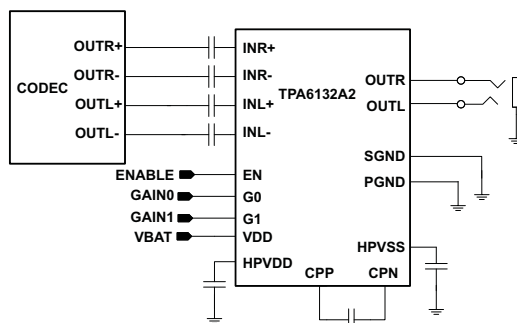 CODEC
OUTR+
OUTR-
OUTL+
OUTL-
INR+
INR-
INL+
INL-
TPA6132A2
OUTR
OUTL
SGND
PGND
ENABLE
GAIN0
GAIN1
VBAT
EN
G0
G1
VDD
HPVDD
HPVSS
CPP
CPN